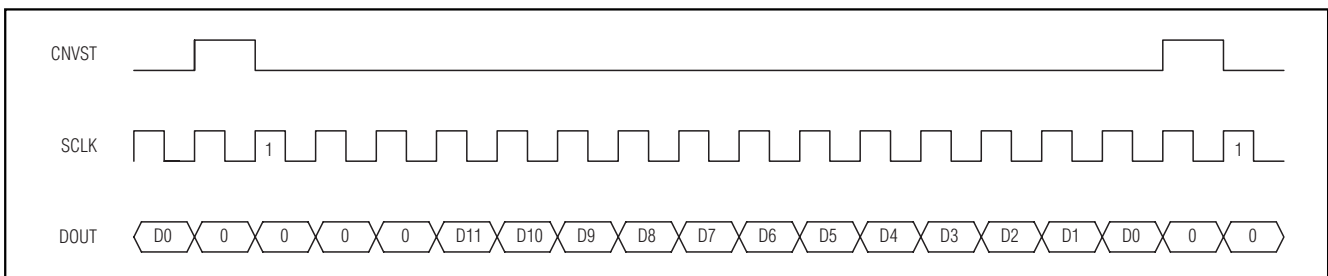 CNVST
SCLK 1 1
DOUT D0 0 0 0 0 D11 D10 D9 D8 D7 D6 D5 D4 D3 D2 D1 D0 0 0